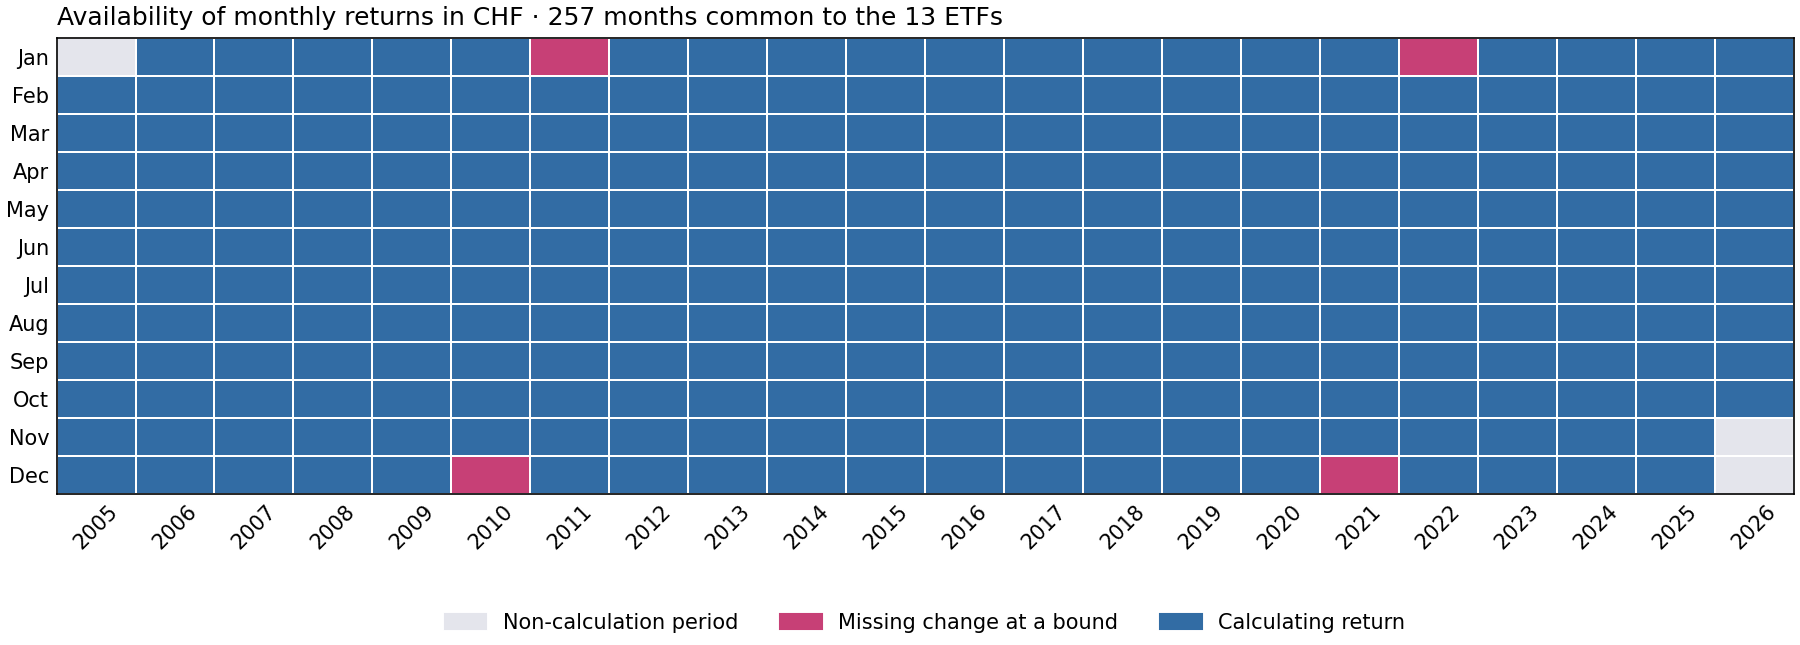 Availability of monthly returns in CHF · 257 months common to the 13 ETFs
Jan
Feb
Mar
Apr
May
Jun
Jul
Aug
Sep
Oct
Nov
Dec
2005 2006 2007 2008 2009 2010 2011 2012 2013 2014 2015 2016 2017 2018 2019 2020 2021 2022 2023 2024 2025 2026
Non-calculation period Missing change at a bound Calculating return